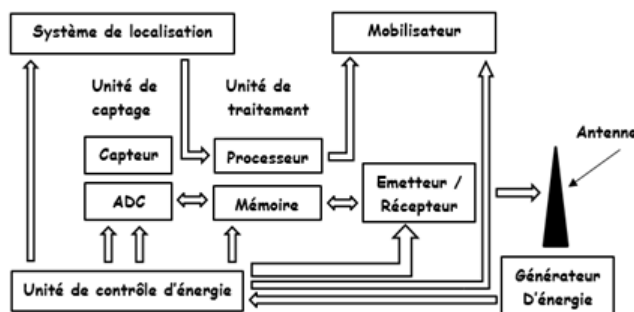 Système de localisation
Mobilisateur
Unité de
captage
Unité de
traitement
Antenne
Capteur
Processeur
ADC
Mémoire
Emetteur /
Récepteur
Unité de contrôle d'énergie
Générateur
D'énergie